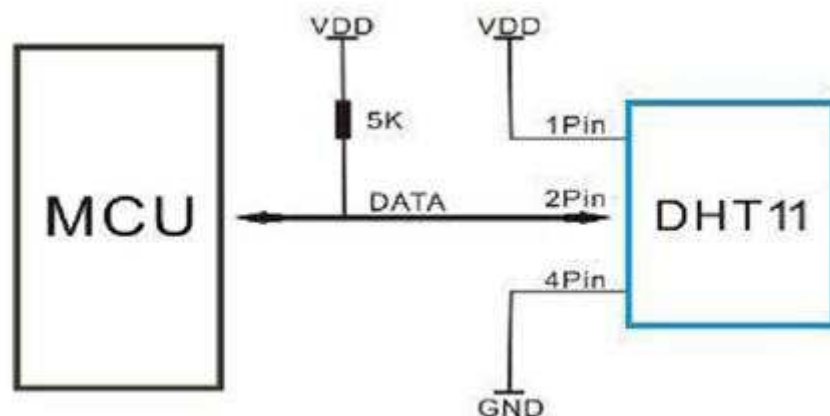 VDD
VDD
5K
1Pin
MCU
DATA
2Pin
DHT11
4Pin
GND